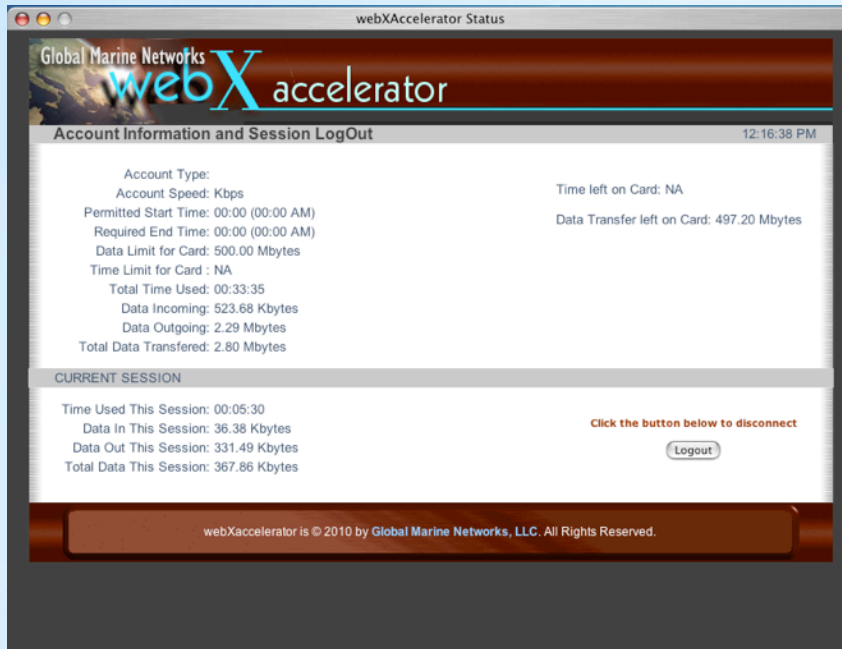 webXAccelerator Status
Global Marine Networks
webX accelerator
Account Information and Session LogOut 12:16:38 PM
Account Type:
Account Speed: Kbps
Permitted Start Time: 00:00 (00:00 AM)
Required End Time: 00:00 (00:00 AM)
Data Limit for Card: 500.00 Mbytes
Time Limit for Card : NA
Total Time Used: 00:33:35
Data Incoming: 523.68 Kbytes
Data Outgoing: 2.29 Mbytes
Total Data Transfered: 2.80 Mbytes
Time left on Card: NA
Data Transfer left on Card: 497.20 Mbytes
CURRENT SESSION
Time Used This Session: 00:05:30
Data In This Session: 36.38 Kbytes
Data Out This Session: 331.49 Kbytes
Total Data This Session: 367.86 Kbytes
Click the button below to disconnect
Logout
webXaccelerator is © 2010 by Global Marine Networks, LLC. All Rights Reserved.